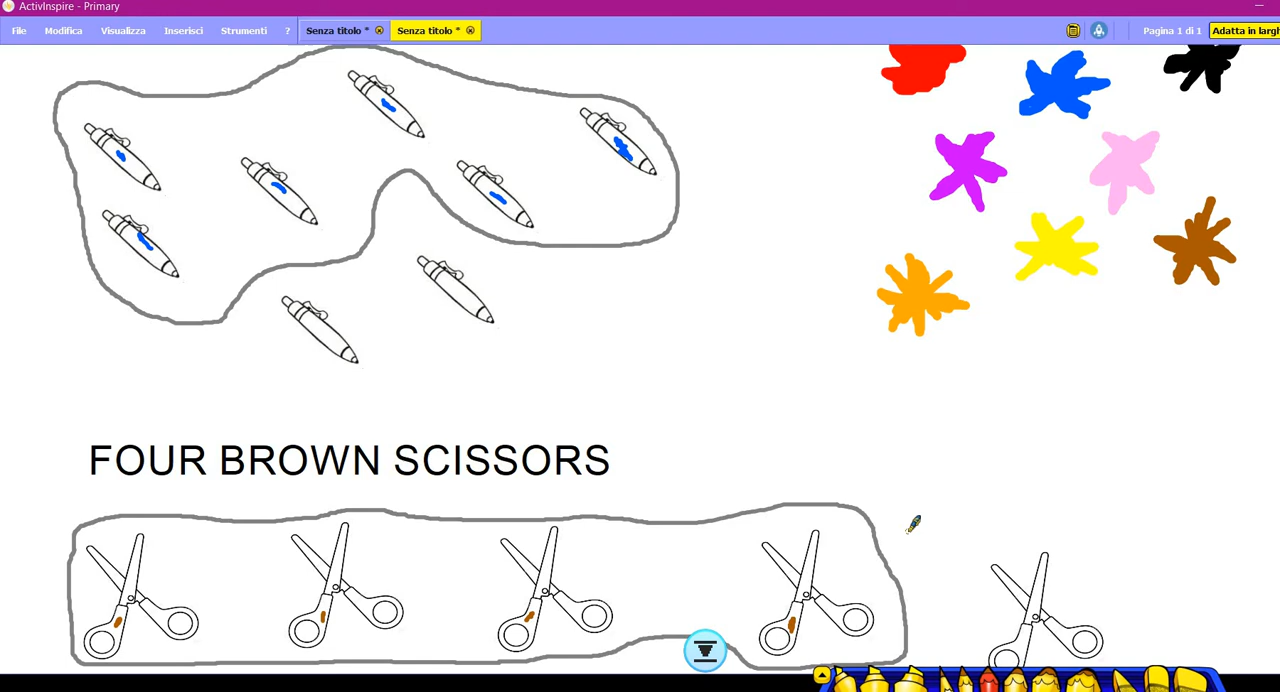 ActivInspire - Primary
File Modifica Visualizza Inserisci Strumenti ? Senza titolo * Senza titolo * Pagina 1 di 1 Adatta in largh
FOUR BROWN SCISSORS